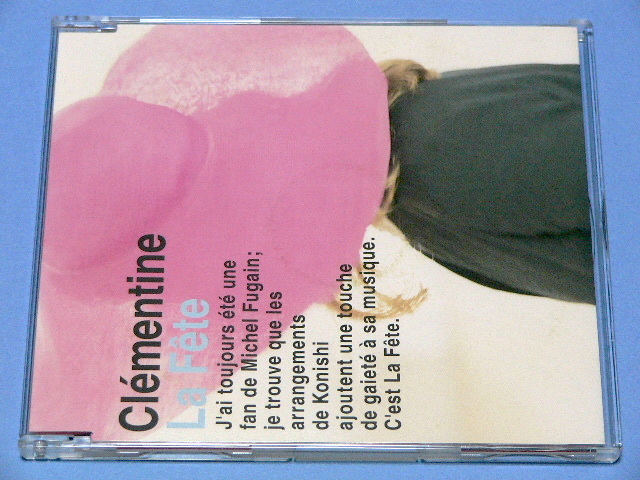 Clémentine
La Fête
J'ai toujours été une
fan de Michel Fugain;
je trouve que les
arrangements
de Konishi
ajoutent une touche
de gaieté à sa musique.
C'est La Fête.